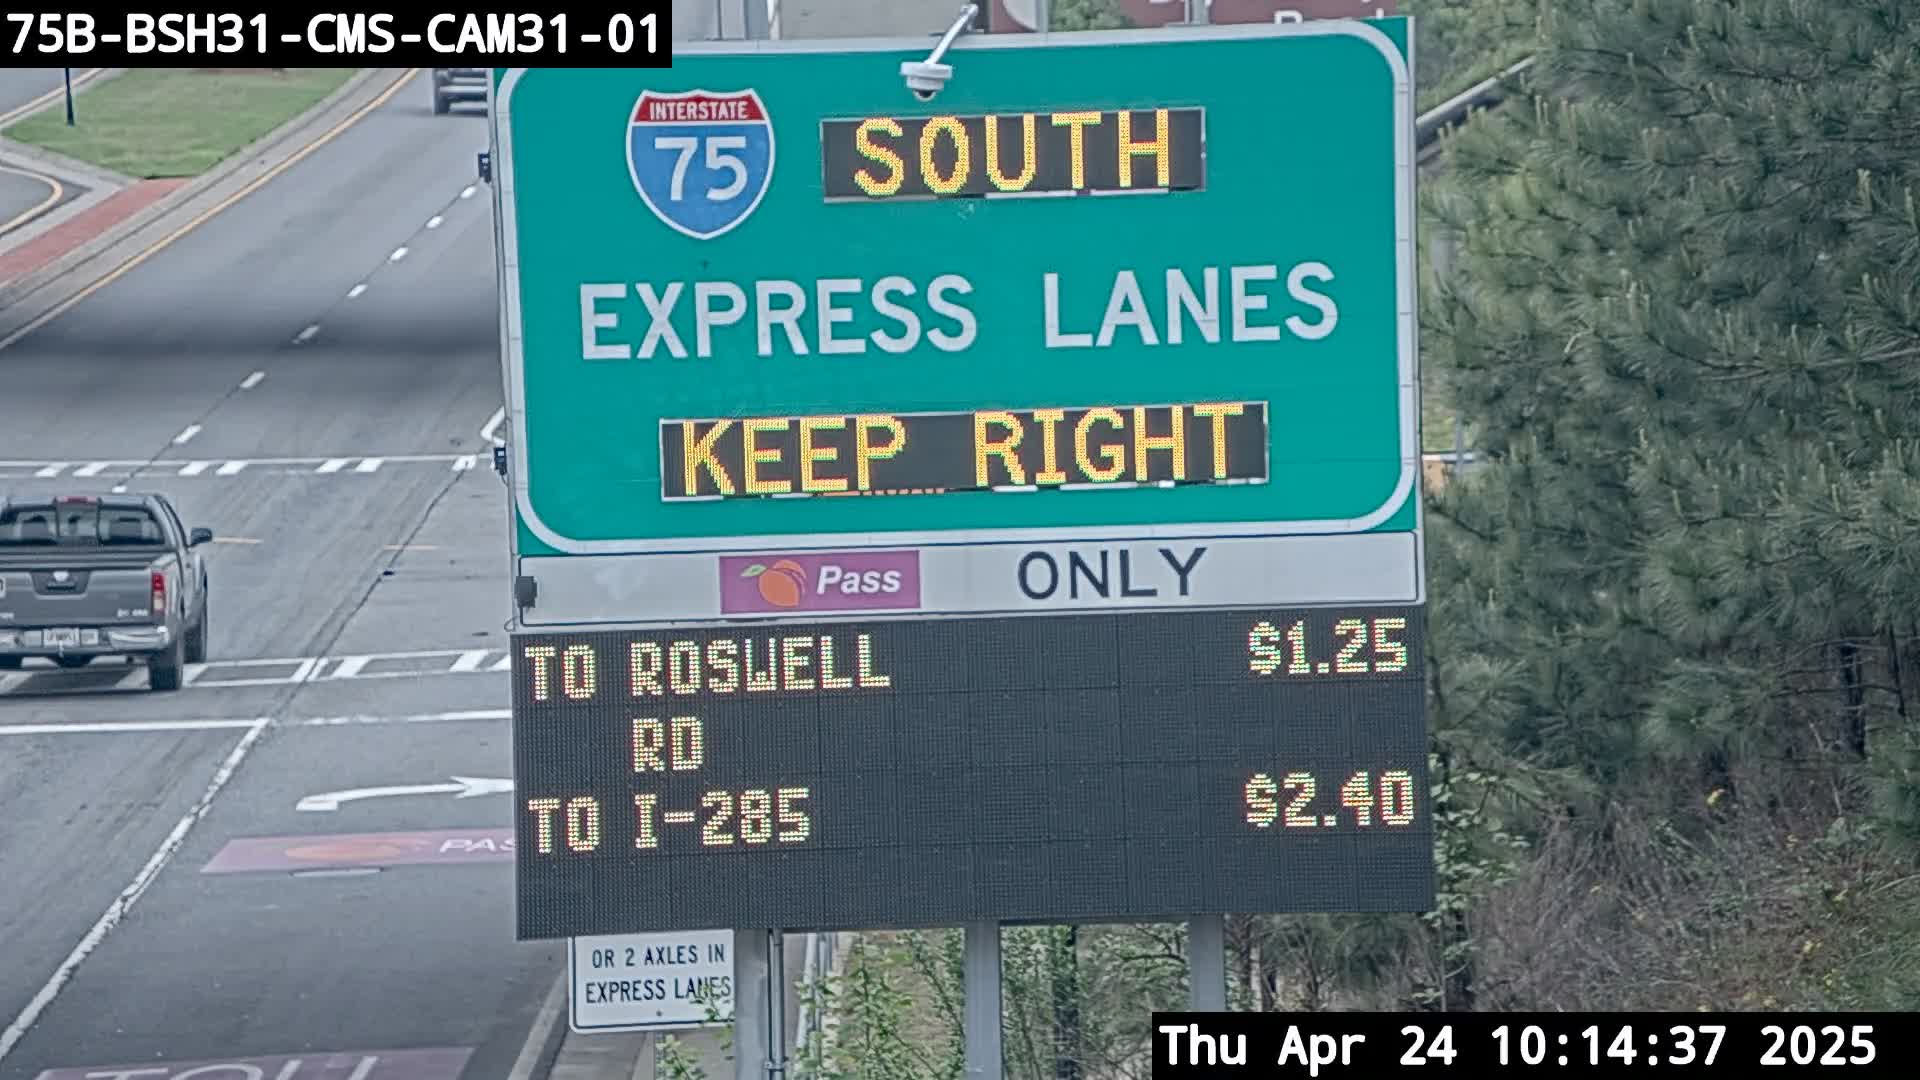 75B-BSH31-CMS-CAM31-01
INTERSTATE
75
SOUTH
EXPRESS LANES
KEEP RIGHT
Pass ONLY
TO ROSWELL $1.25
RD
TO I-285 $2.40
OR 2 AXLES IN
EXPRESS LANES
Thu Apr 24 10:14:37 2025